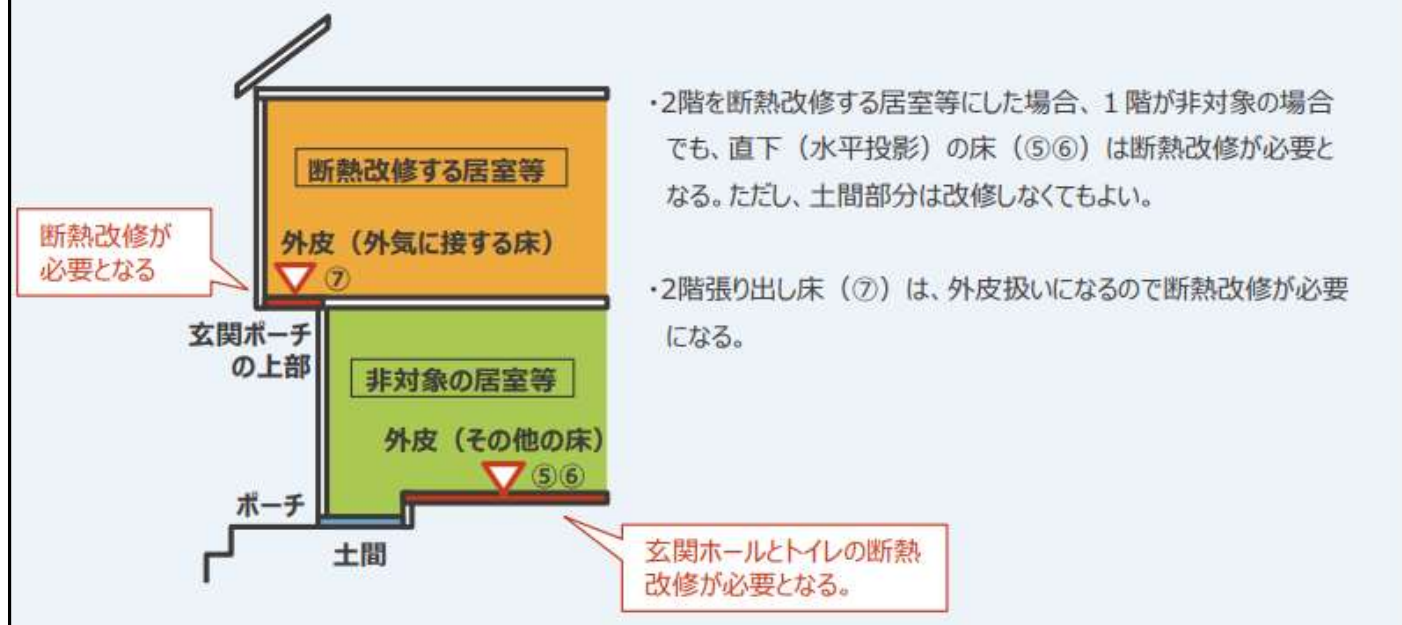 ・2階を断熱改修する居室等にした場合、1階が非対象の場合
でも、直下（水平投影）の床（⑤⑥）は断熱改修が必要と
なる。ただし、土間部分は改修しなくてもよい。
・2階張り出し床（⑦）は、外皮扱いになるので断熱改修が必要
になる。
断熱改修する居室等
断熱改修が
必要となる
外皮（外気に接する床）
⑦
玄関ポーチ
の上部
非対象の居室等
外皮（その他の床）
⑤⑥
ポーチ
土間
玄関ホールとトイレの断熱
改修が必要となる。